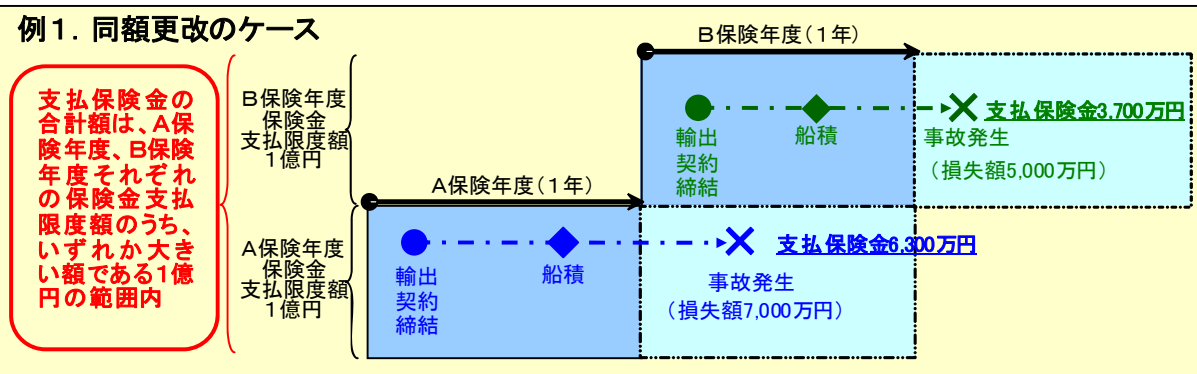 例1. 同額更改のケース
支払保険金の
合計額は、A保
険年度、B保険
年度それぞれ
の保険金支払
限度額のうち、
いずれか大き
い額である1億
円の範囲内
B保険年度
保険金
支払限度額
1億円
A保険年度
保険金
支払限度額
1億円
B保険年度(1年)
輸出
契約
締結
船積
支払保険金3,700万円
事故発生
(損失額5,000万円)
A保険年度(1年)
輸出
契約
締結
船積
支払保険金6,300万円
事故発生
(損失額7,000万円)